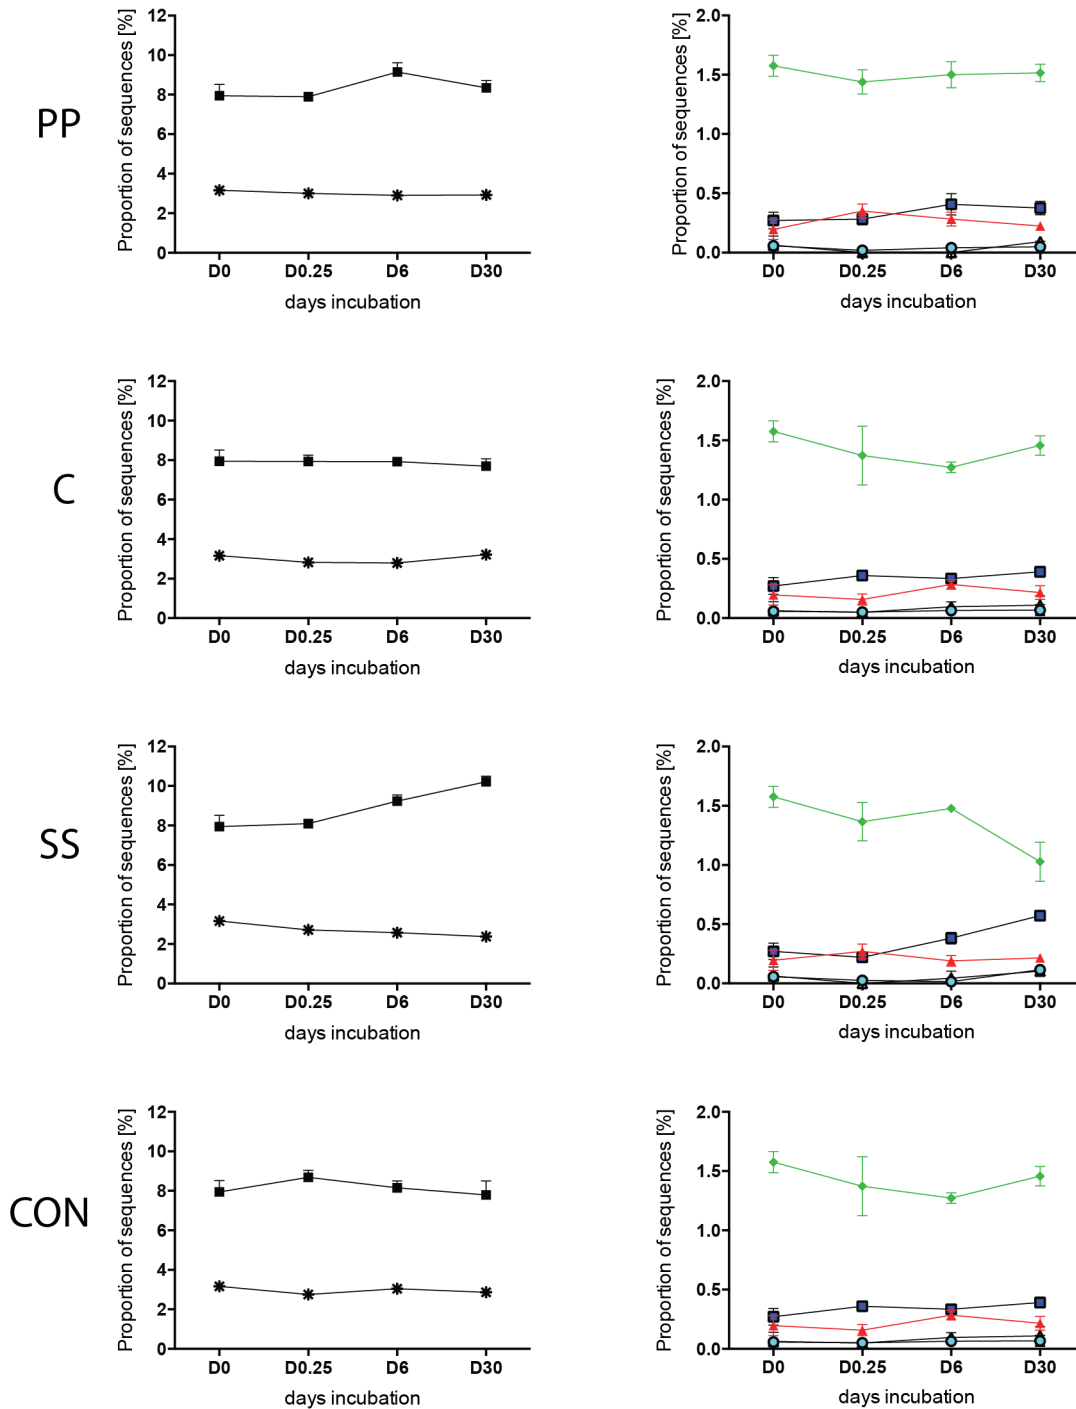 PP
Proportion of sequences [%]
12
10
8
6
4
2
0
D0 D0.25 D6 D30
days incubation
Proportion of sequences [%]
2.0
1.5
1.0
0.5
0.0
D0 D0.25 D6 D30
days incubation
C
Proportion of sequences [%]
12
10
8
6
4
2
0
D0 D0.25 D6 D30
days incubation
Proportion of sequences [%]
2.0
1.5
1.0
0.5
0.0
D0 D0.25 D6 D30
days incubation
SS
Proportion of sequences [%]
12
10
8
6
4
2
0
D0 D0.25 D6 D30
days incubation
Proportion of sequences [%]
2.0
1.5
1.0
0.5
0.0
D0 D0.25 D6 D30
days incubation
CON
Proportion of sequences [%]
12
10
8
6
4
2
0
D0 D0.25 D6 D30
days incubation
Proportion of sequences [%]
2.0
1.5
1.0
0.5
0.0
D0 D0.25 D6 D30
days incubation